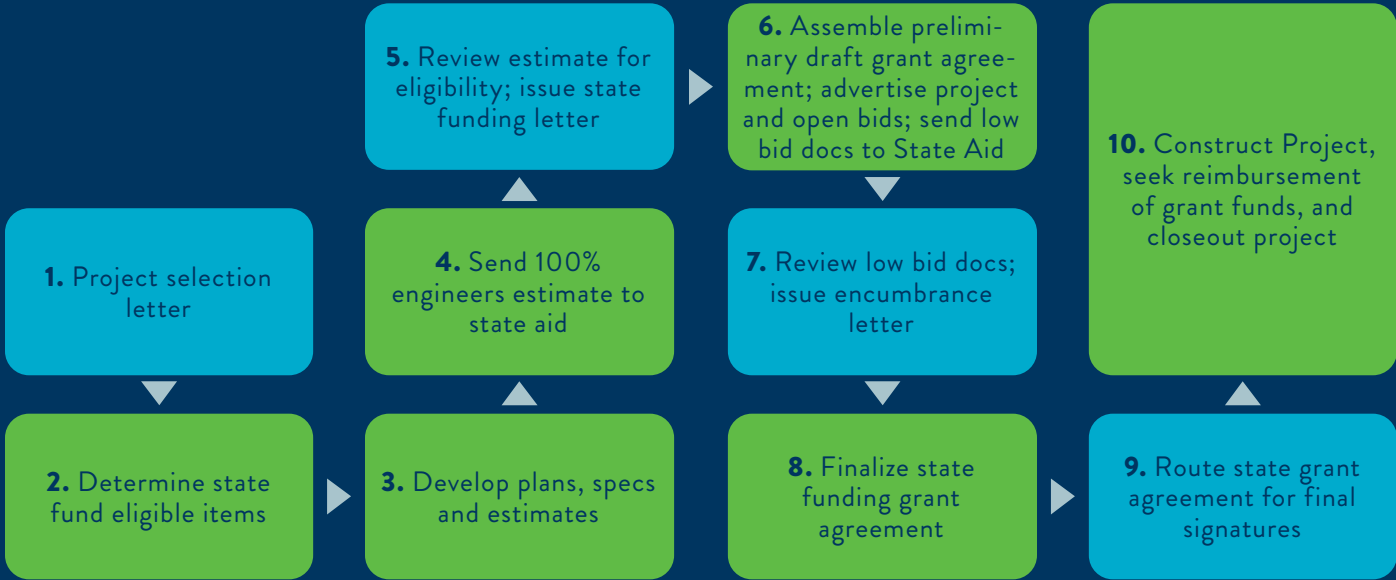 1. Project selection
letter
2. Determine state
fund eligible items
3. Develop plans, specs
and estimates
4. Send 100%
engineers estimate to
state aid
5. Review estimate for
eligibility; issue state
funding letter
6. Assemble prelimi-
nary draft grant agree-
ment; advertise project
and open bids; send low
bid docs to State Aid
7. Review low bid docs;
issue encumbrance
letter
8. Finalize state
funding grant
agreement
9. Route state grant
agreement for final
signatures
10. Construct Project,
seek reimbursement
of grant funds, and
closeout project